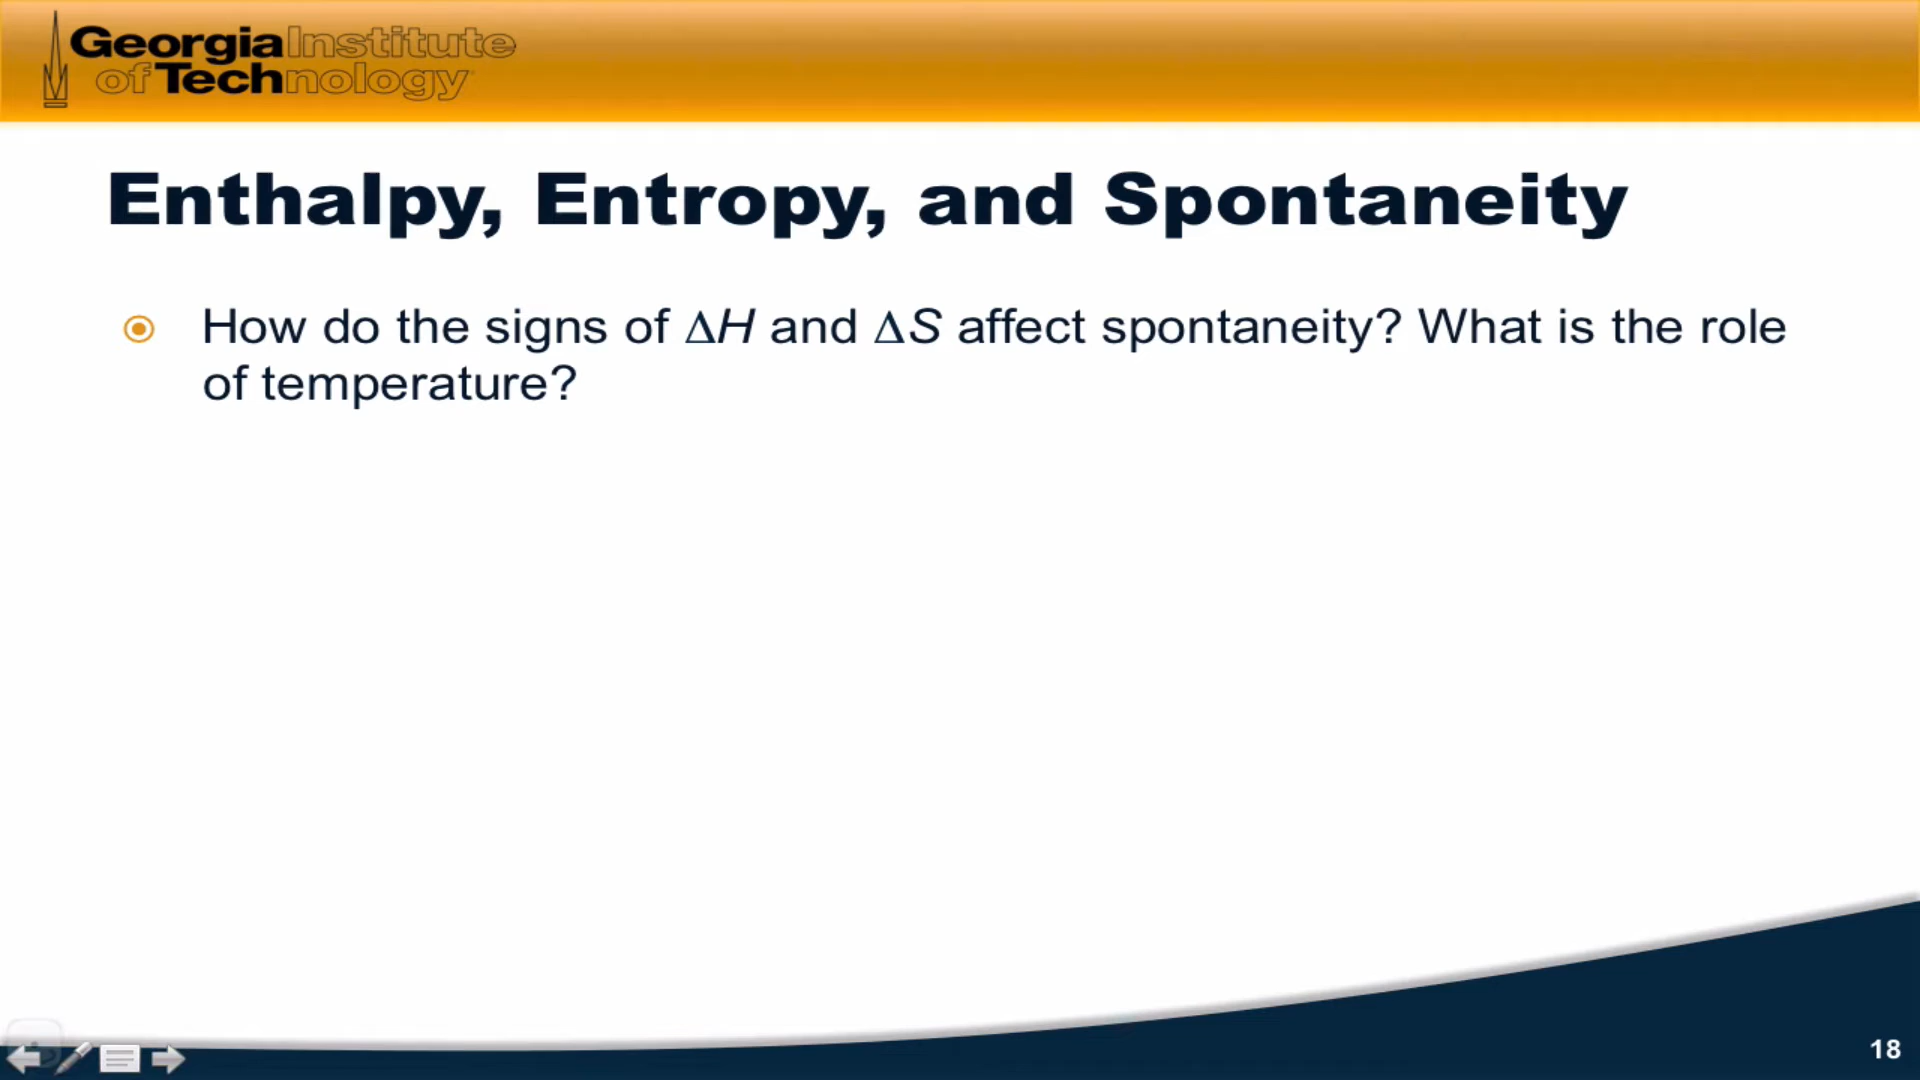 Georgia Institute
of Technology
Enthalpy, Entropy, and Spontaneity
How do the signs of ΔH and ΔS affect spontaneity? What is the role
of temperature?
18